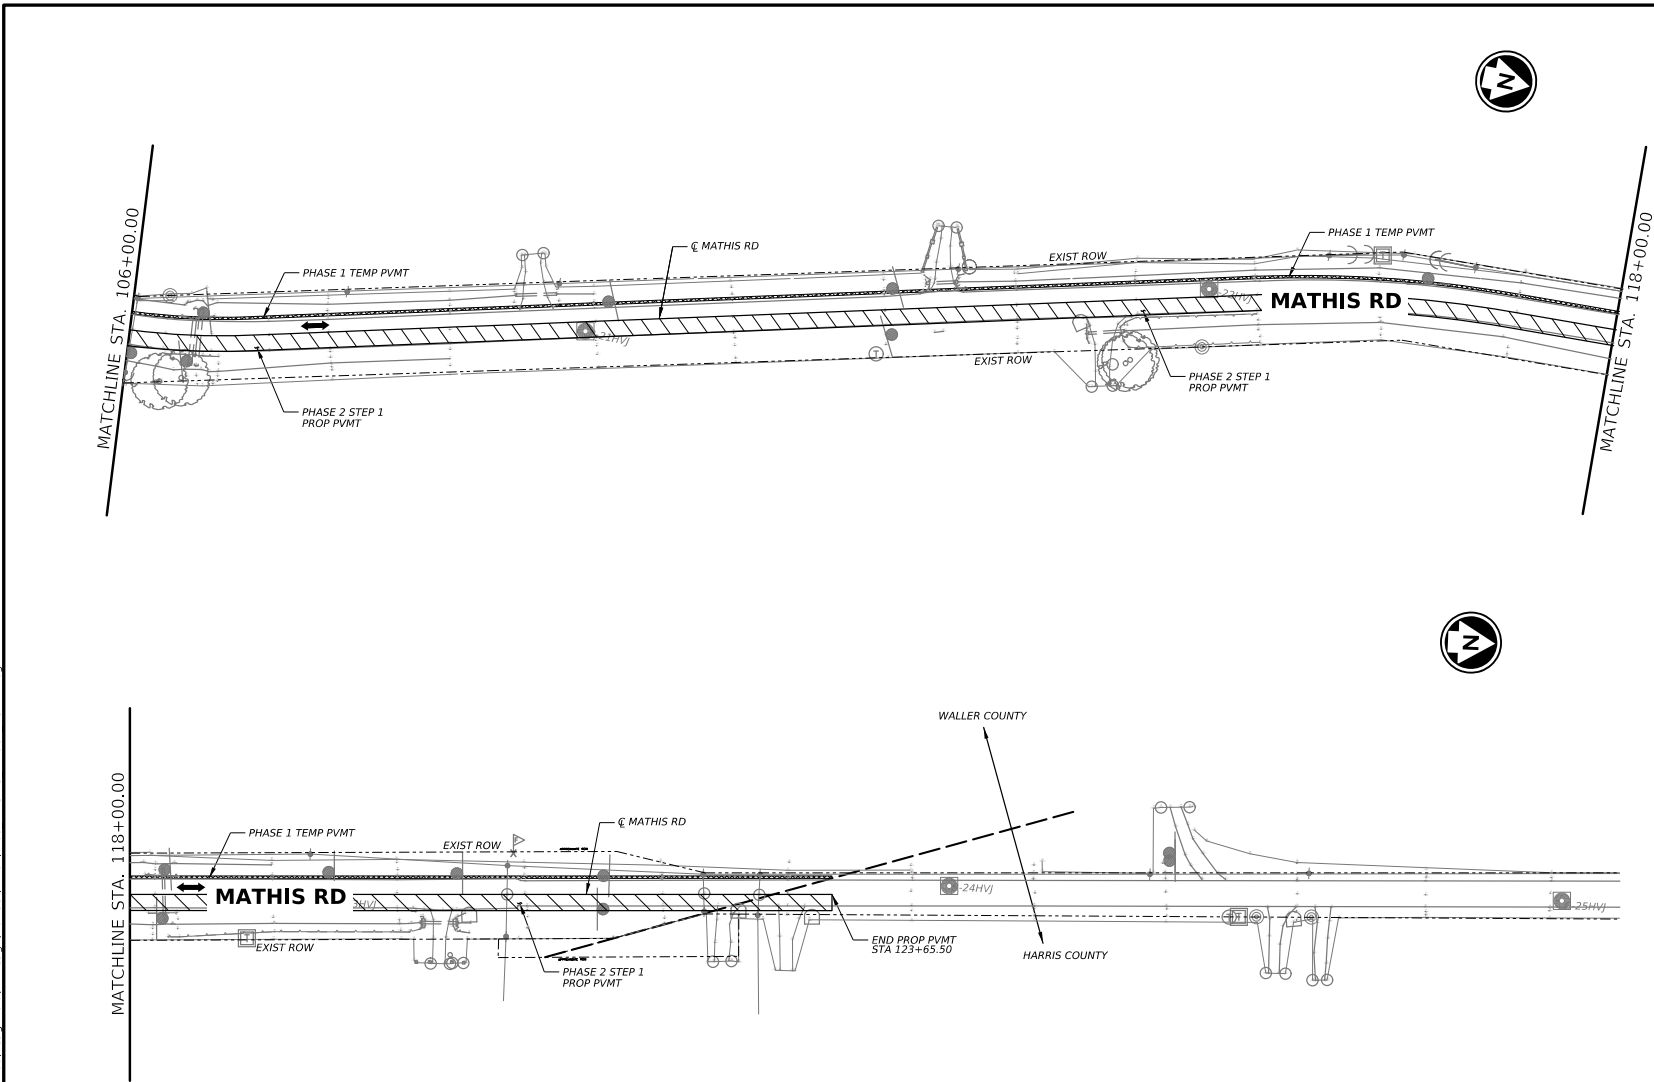 N
MATCHLINE STA. 106+00.00
PHASE 1 TEMP PVMT
℄ MATHIS RD
EXIST ROW
PHASE 1 TEMP PVMT
MATHIS RD
-22HVJ
-21HVJ
T
T
EXIST ROW
PHASE 2 STEP 1
PROP PVMT
PHASE 2 STEP 1
PROP PVMT
MATCHLINE STA. 118+00.00
N
WALLER COUNTY
MATCHLINE STA. 118+00.00
PHASE 1 TEMP PVMT
℄ MATHIS RD
EXIST ROW
MATHIS RD
-24HVJ
-25HVJ
T
T
EXIST ROW
END PROP PVMT
STA 123+65.50
HARRIS COUNTY
PHASE 2 STEP 1
PROP PVMT